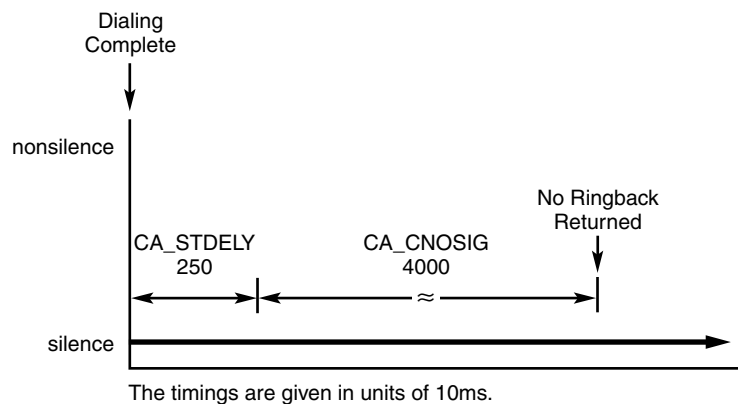 Dialing
Complete
nonsilence
No Ringback
Returned
CA_STDELY
250
CA_CNOSIG
4000
≈
silence
The timings are given in units of 10ms.